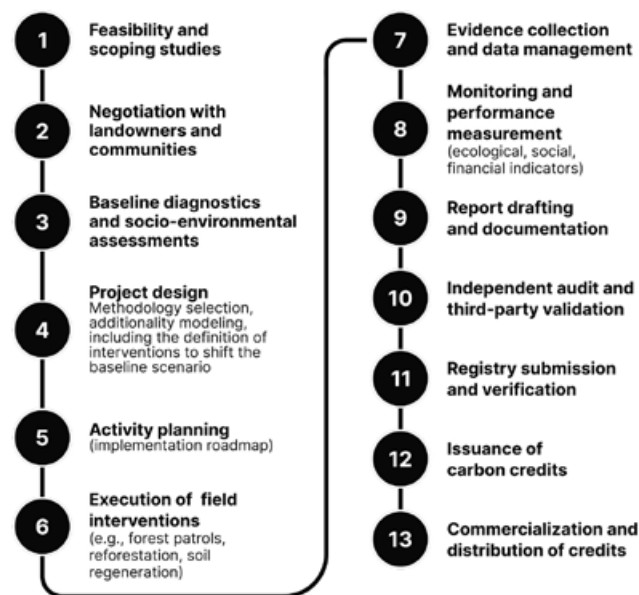 1
Feasibility and
scoping studies
2
Negotiation with
landowners and
communities
3
Baseline diagnostics
and socio-environmental
assessments
4
Project design
Methodology selection,
additionality modeling,
including the definition of
interventions to shift the
baseline scenario
5
Activity planning
(implementation roadmap)
6
Execution of field
interventions
(e.g., forest patrols,
reforestation, soil
regeneration)
7
Evidence collection
and data management
8
Monitoring and
performance
measurement
(ecological, social,
financial indicators)
9
Report drafting
and documentation
10
Independent audit and
third-party validation
11
Registry submission
and verification
12
Issuance of
carbon credits
13
Commercialization and
distribution of credits